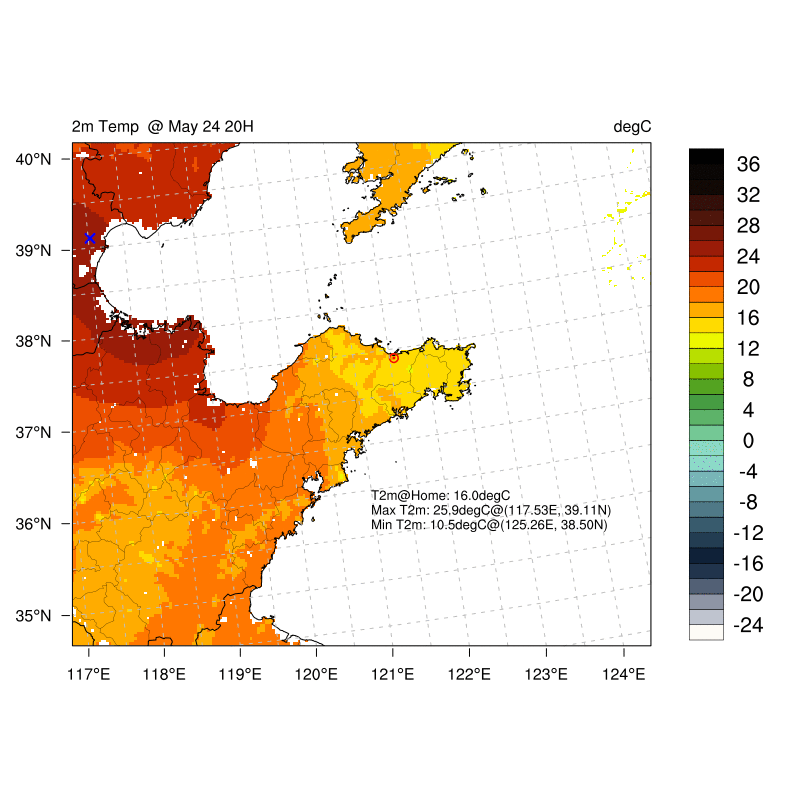 2m Temp @ May 24 20H
degC
40°N
39°N
38°N
37°N
36°N
35°N
117°E
118°E
119°E
120°E
121°E
122°E
123°E
124°E
T2m@Home: 16.0degC
Max T2m: 25.9degC@(117.53E, 39.11N)
Min T2m: 10.5degC@(125.26E, 38.50N)
36
32
28
24
20
16
12
8
4
0
-4
-8
-12
-16
-20
-24